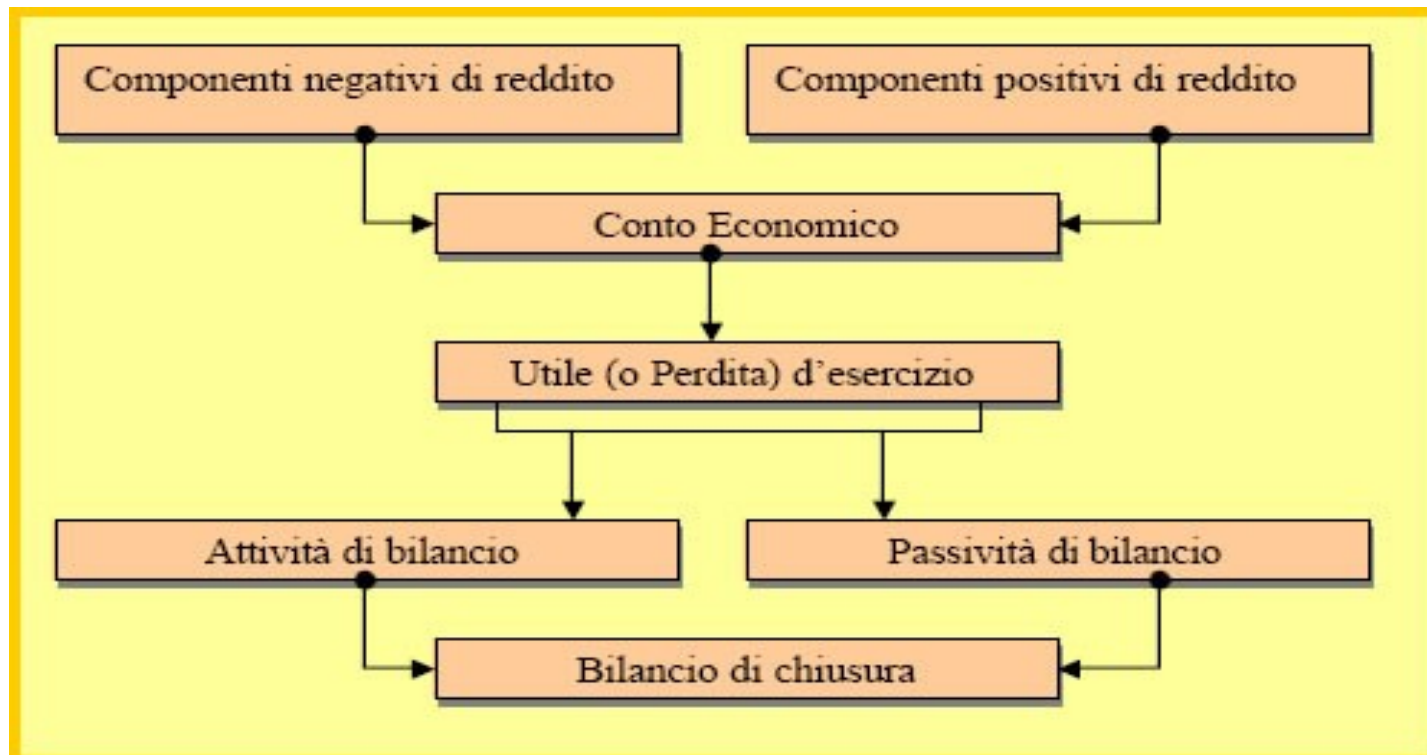 Componenti negativi di reddito
Componenti positivi di reddito
Conto Economico
Utile (o Perdita) d’esercizio
Attività di bilancio
Passività di bilancio
Bilancio di chiusura